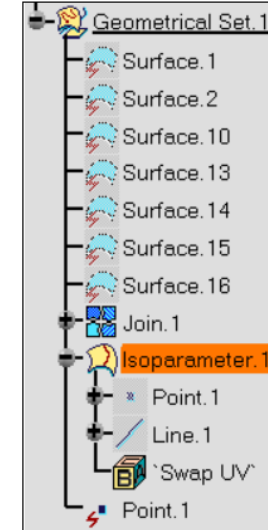 Geometrical Set.1
Surface.1
Surface.2
Surface.10
Surface.13
Surface.14
Surface.15
Surface.16
Join.1
Isoparameter.1
Point.1
Line.1
`Swap UV`
Point.1